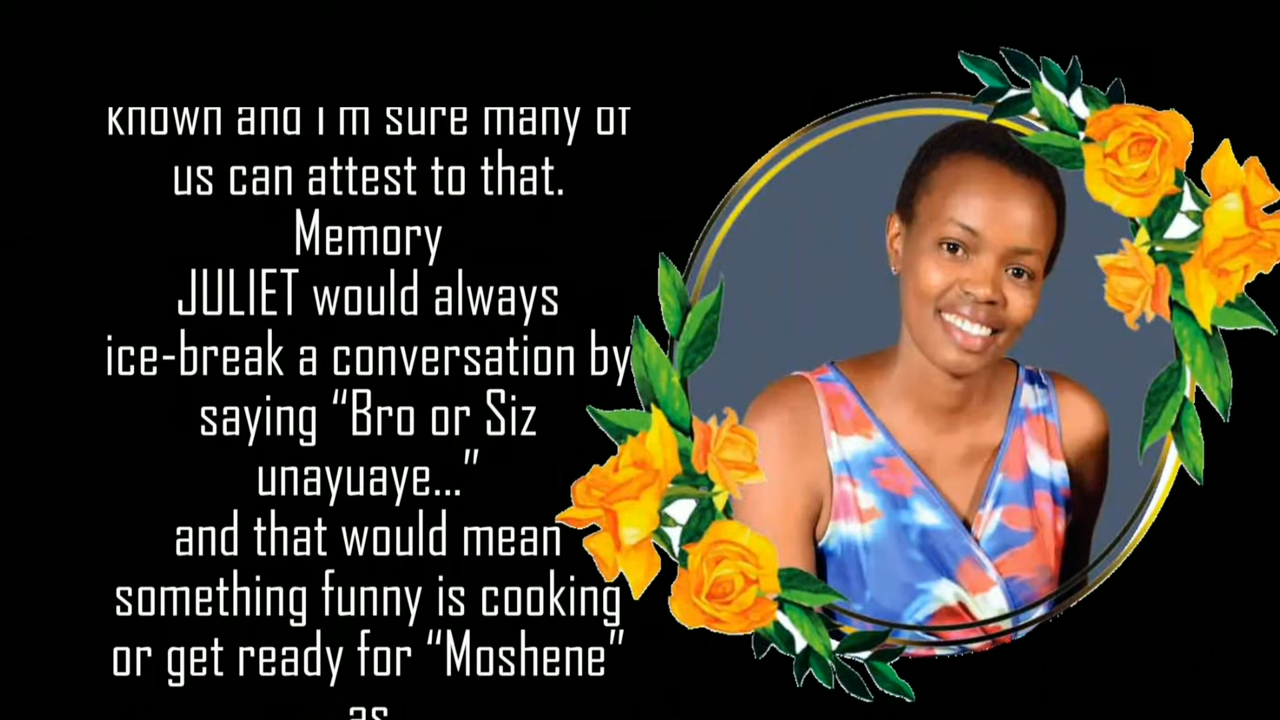 known and I'm sure many of
us can attest to that.
Memory
JULIET would always
ice-break a conversation by
saying “Bro or Siz
unayuaye...”
and that would mean
something funny is cooking
or get ready for “Moshene”
as